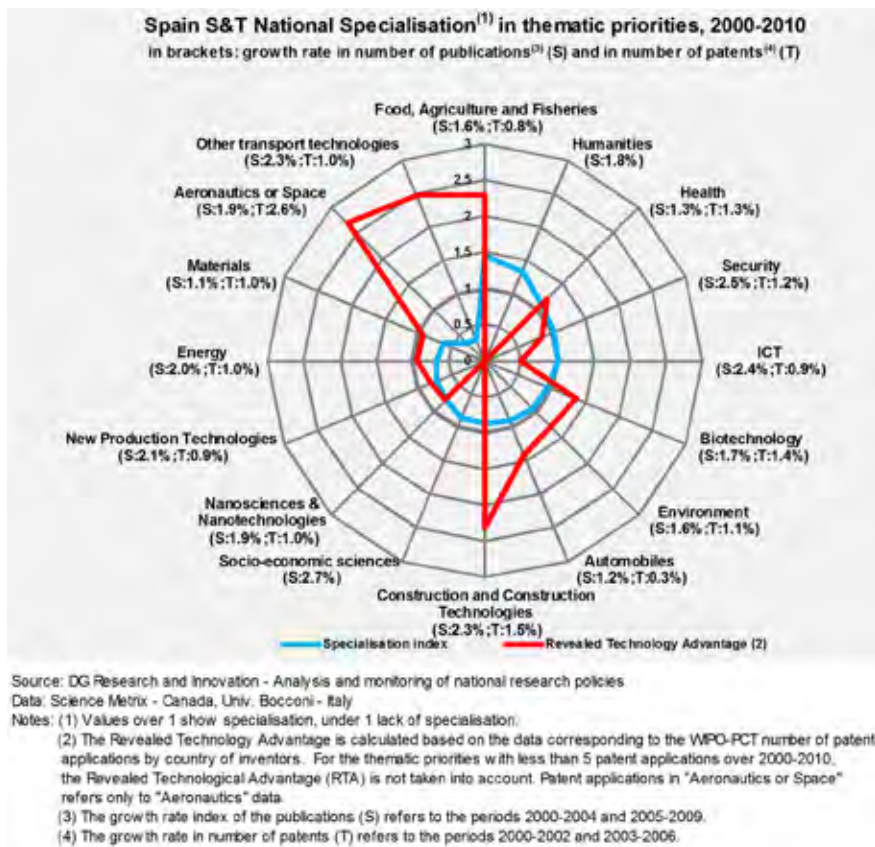 Spain S&T National Specialisation(1) in thematic priorities, 2000-2010
in brackets: growth rate in number of publications(3) (S) and in number of patents(4) (T)
Food, Agriculture and Fisheries
(S:1.6%;T:0.8%)
Other transport technologies
(S:2.3%;T:1.0%)
Humanities
(S:1.8%)
Aeronautics or Space
(S:1.9%;T:2.6%)
Health
(S:1.3%;T:1.3%)
Materials
(S:1.1%;T:1.0%)
Security
(S:2.5%;T:1.2%)
3
2.5
2
1.5
1
0.5
0
Energy
(S:2.0%;T:1.0%)
ICT
(S:2.4%;T:0.9%)
New Production Technologies
(S:2.1%;T:0.9%)
Biotechnology
(S:1.7%;T:1.4%)
Nanosciences &
Nanotechnologies
(S:1.9%;T:1.0%)
Environment
(S:1.6%;T:1.1%)
Socio-economic sciences
(S:2.7%)
Automobiles
(S:1.2%;T:0.3%)
Construction and Construction
Technologies
(S:2.3%;T:1.5%)
Specialisation index
Revealed Technology Advantage (2)
Source: DG Research and Innovation - Analysis and monitoring of national research policies
Data: Science Metrix - Canada, Univ. Bocconi - Italy
Notes: (1) Values over 1 show specialisation, under 1 lack of specialisation.
(2) The Revealed Technology Advantage is calculated based on the data corresponding to the WIPO-PCT number of patent
applications by country of inventors. For the thematic priorities with less than 5 patent applications over 2000-2010,
the Revealed Technological Advantage (RTA) is not taken into account. Patent applications in "Aeronautics or Space"
refers only to "Aeronautics" data.
(3) The growth rate index of the publications (S) refers to the periods 2000-2004 and 2005-2009.
(4) The growth rate in number of patents (T) refers to the periods 2000-2002 and 2003-2006.